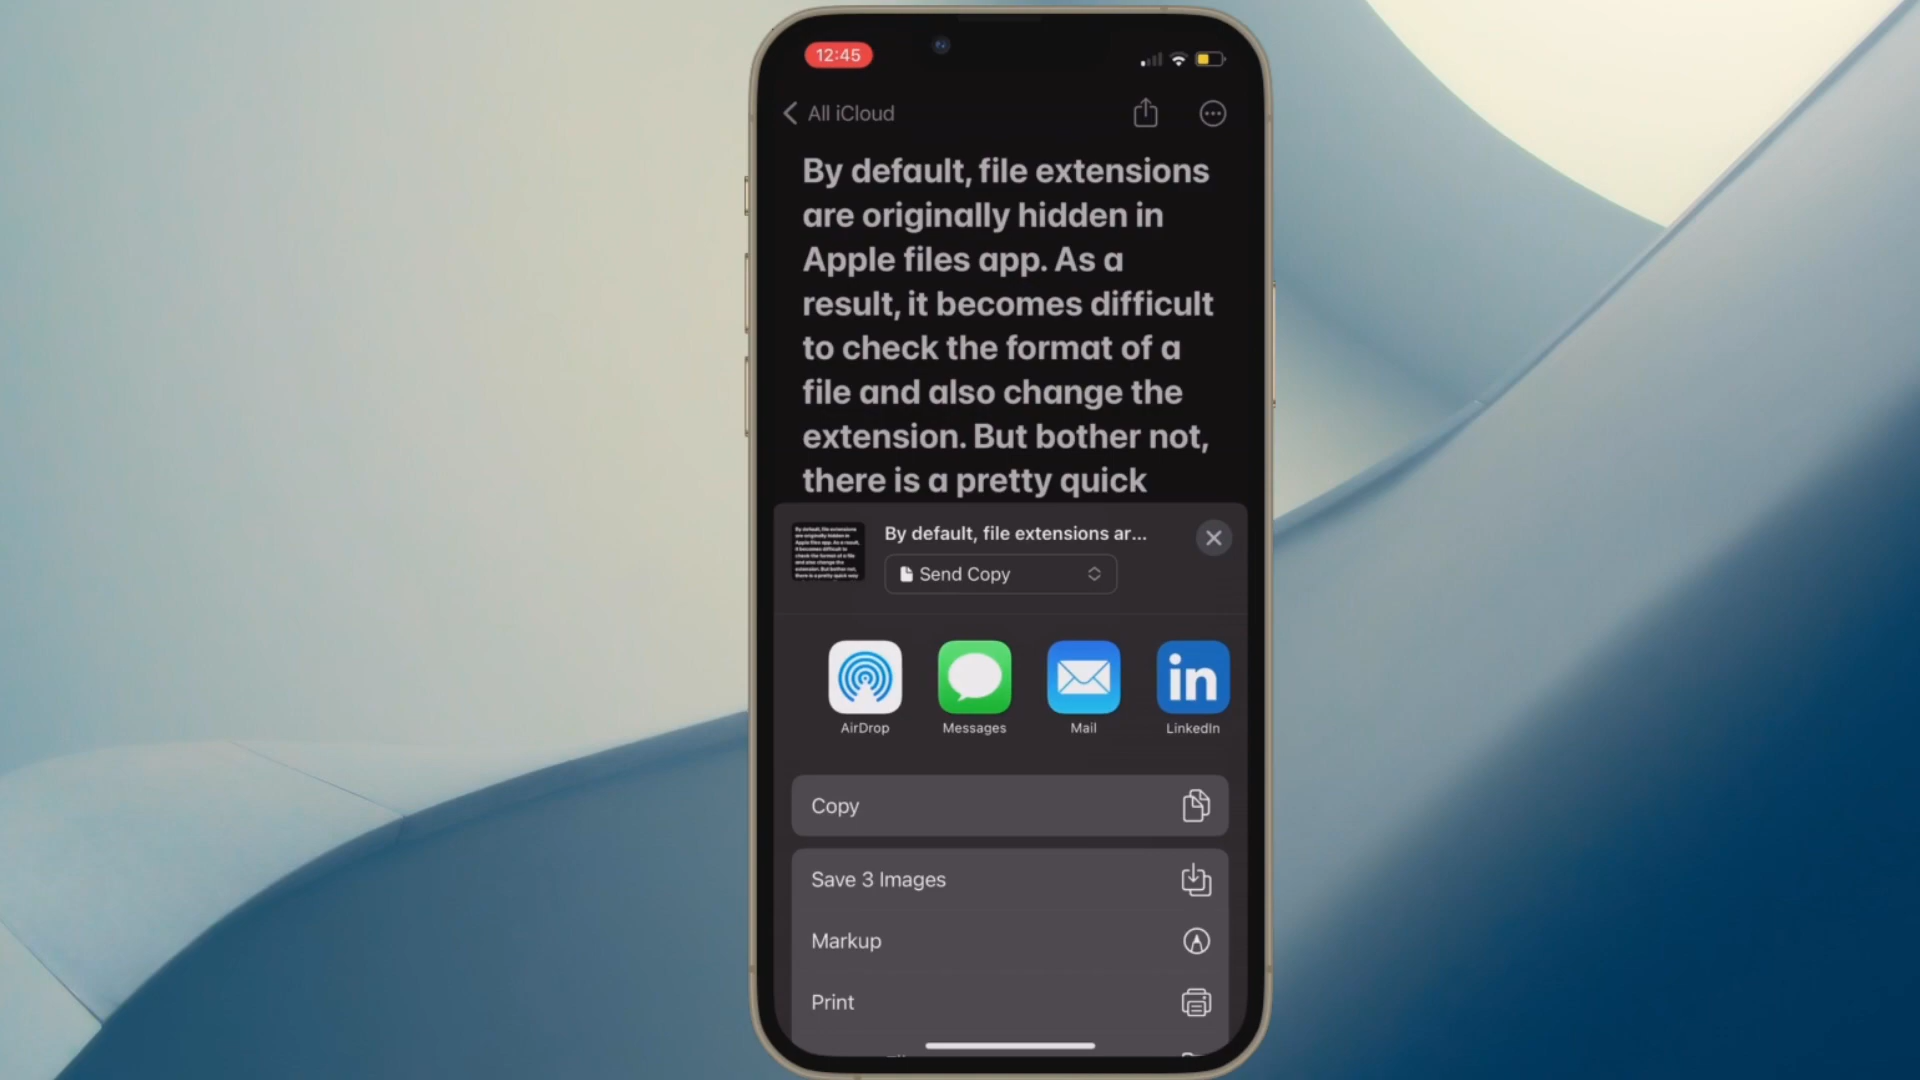 12:45
All iCloud
By default, file extensions
are originally hidden in
Apple files app. As a
result, it becomes difficult
to check the format of a
file and also change the
extension. But bother not,
there is a pretty quick
By default, file extensions ar...
Send Copy
in
AirDrop Messages Mail LinkedIn
Copy
Save 3 Images
Markup
Print